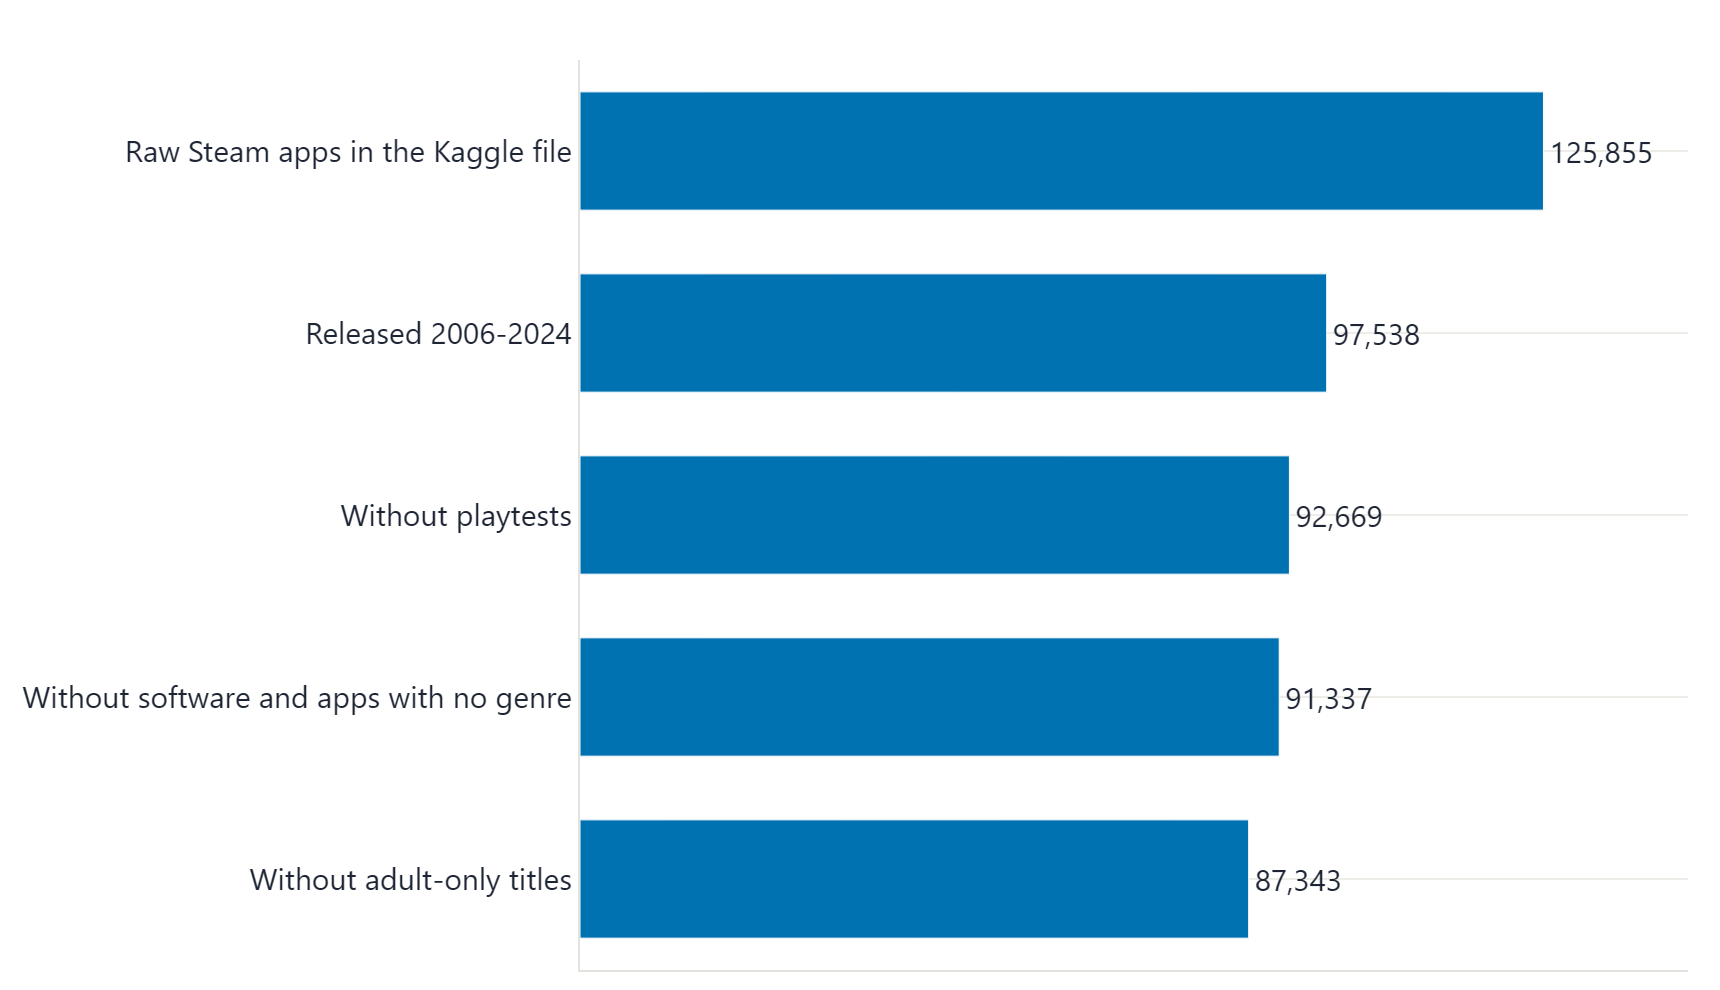 Raw Steam apps in the Kaggle file
125,855
Released 2006-2024
97,538
Without playtests
92,669
Without software and apps with no genre
91,337
Without adult-only titles
87,343